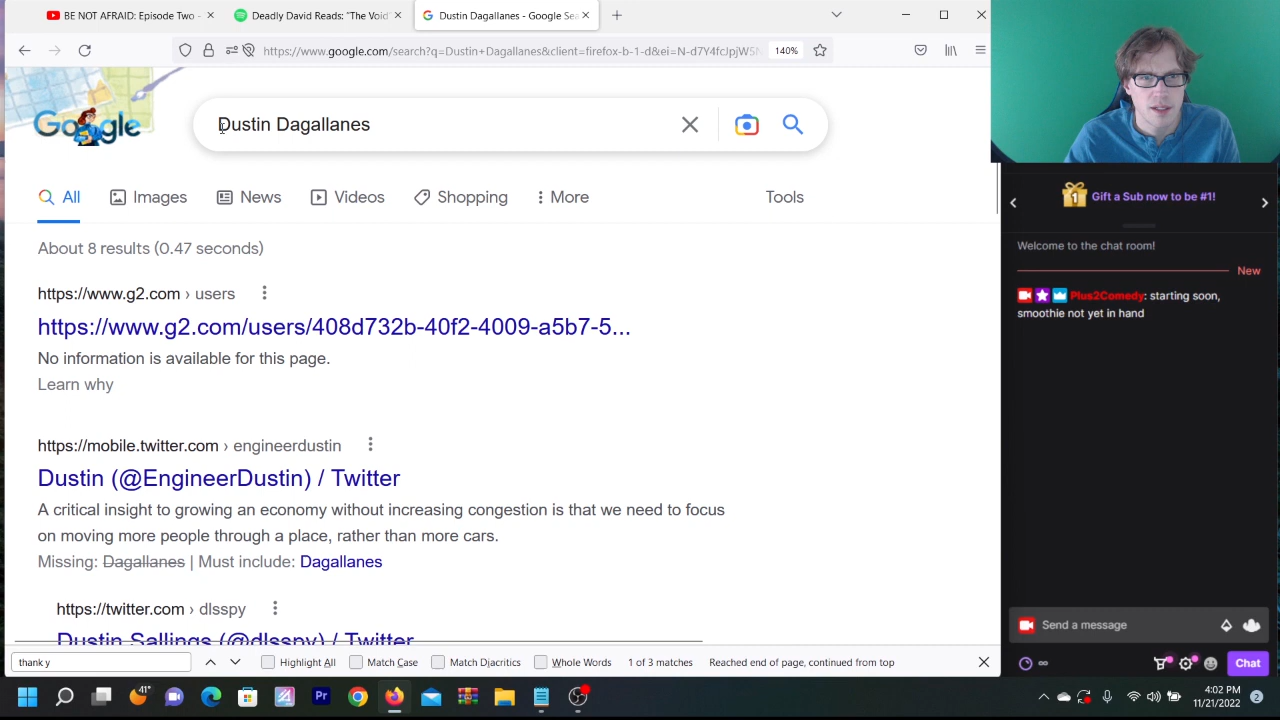 BE NOT AFRAID: Episode Two -
Deadly David Reads: "The Void
Dustin Dagallanes - Google Sea
https://www.google.com/search?q=Dustin+Dagallanes&client=firefox-b-1-d&ei=N-d7Y4fcJpjW5N
140%
Google
Dustin Dagallanes
All
Images
News
Videos
Shopping
More
Tools
About 8 results (0.47 seconds)
https://www.g2.com › users
https://www.g2.com/users/408d732b-40f2-4009-a5b7-5...
No information is available for this page.
Learn why
https://mobile.twitter.com › engineerdustin
Dustin (@EngineerDustin) / Twitter
A critical insight to growing an economy without increasing congestion is that we need to focus
on moving more people through a place, rather than more cars.
Missing: Dagallanes | Must include: Dagallanes
https://twitter.com › dlsspy
Dustin Sallings (@dlsspy) / Twitter
thank y
Highlight All
Match Case
Match Diacritics
Whole Words
1 of 3 matches
Reached end of page, continued from top
1
Gift a Sub now to be #1!
Welcome to the chat room!
New
Plus2Comedy: starting soon,
smoothie not yet in hand
Send a message
∞
Chat
41°
Pr
4:02 PM
11/21/2022
2